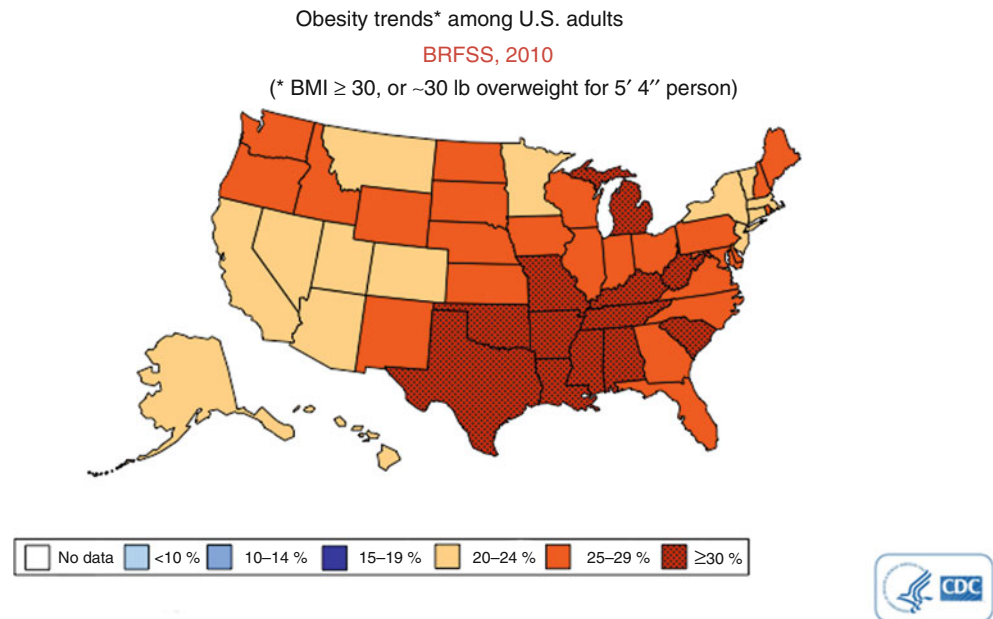 Obesity trends* among U.S. adults
BRFSS, 2010
(* BMI ≥ 30, or ~30 lb overweight for 5′ 4′′ person)
No data <10 % 10–14 % 15–19 % 20–24 % 25–29 % ≥30 %
CDC